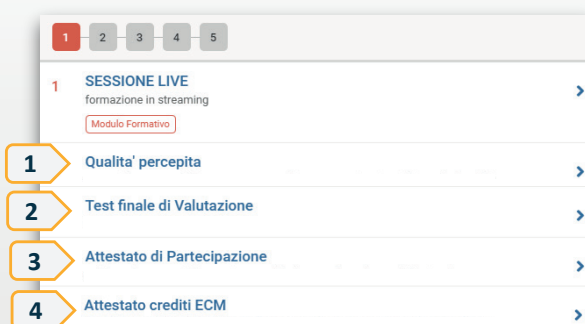 1 2 3 4 5
1 SESSIONE LIVE
formazione in streaming
Modulo Formativo
1 Qualita' percepita
2 Test finale di Valutazione
3 Attestato di Partecipazione
4 Attestato crediti ECM